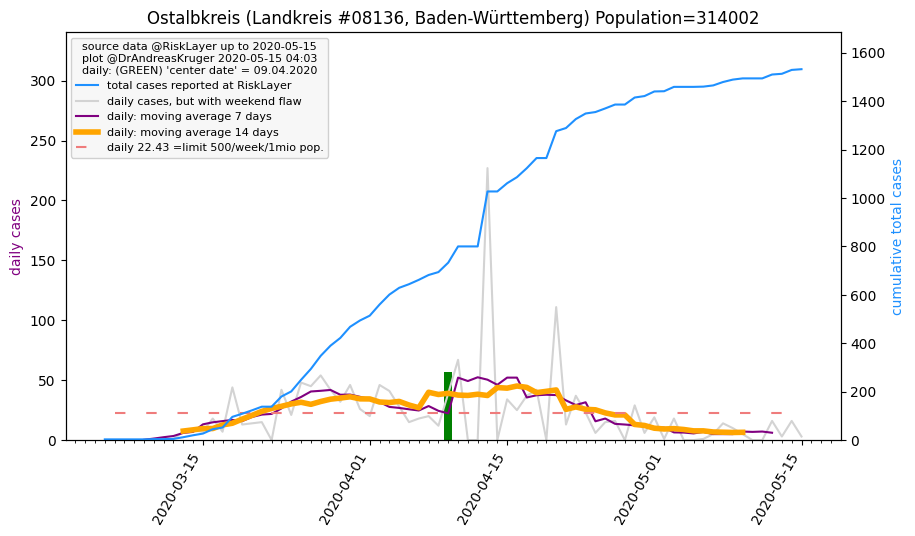 Ostalbkreis (Landkreis #08136, Baden-Württemberg) Population=314002
source data @RiskLayer up to 2020-05-15
plot @DrAndreasKruger 2020-05-15 04:03
daily: (GREEN) 'center date' = 09.04.2020
total cases reported at RiskLayer
daily cases, but with weekend flaw
daily: moving average 7 days
daily: moving average 14 days
daily 22.43 =limit 500/week/1mio pop.
daily cases
300
250
200
150
100
50
0
cumulative total cases
1600
1400
1200
1000
800
600
400
200
0
2020-03-15
2020-04-01
2020-04-15
2020-05-01
2020-05-15